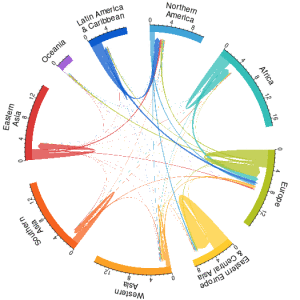 Latin America
& Caribbean
Northern
America
Oceania
Africa
Eastern
Asia
Europe
Southern
Asia
Western
Asia
Eastern Europe
& Central Asia